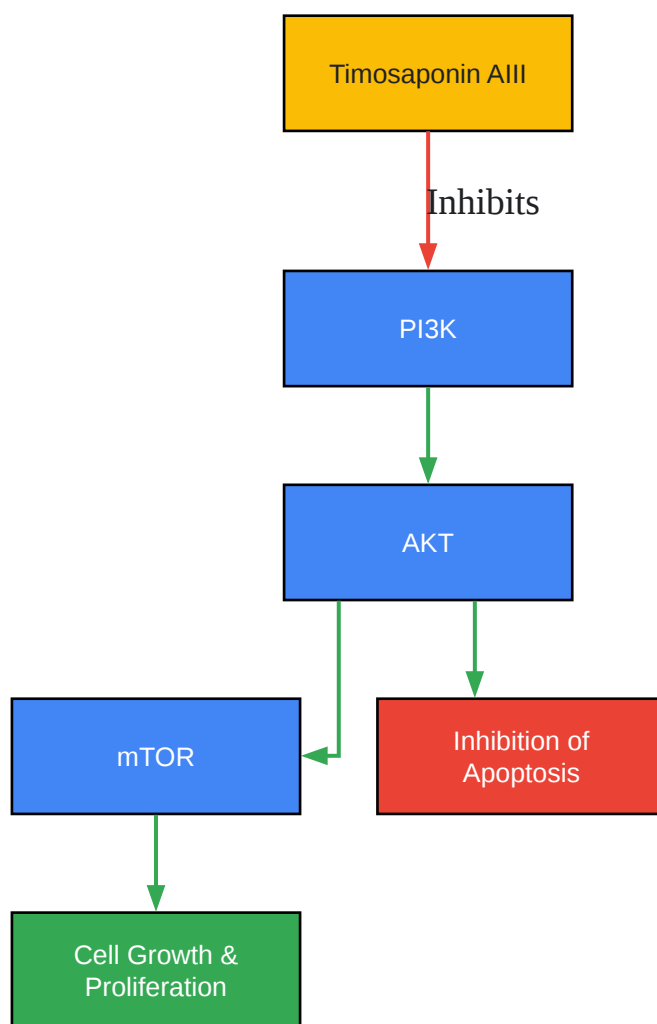 Timosaponin AIII
Inhibits
PI3K
AKT
mTOR
Inhibition of
Apoptosis
Cell Growth &
Proliferation